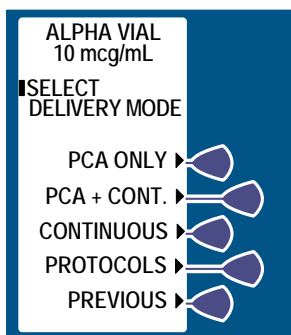 ALPHA VIAL
10 mcg/mL
SELECT
DELIVERY MODE
PCA ONLY
PCA + CONT.
CONTINUOUS
PROTOCOLS
PREVIOUS